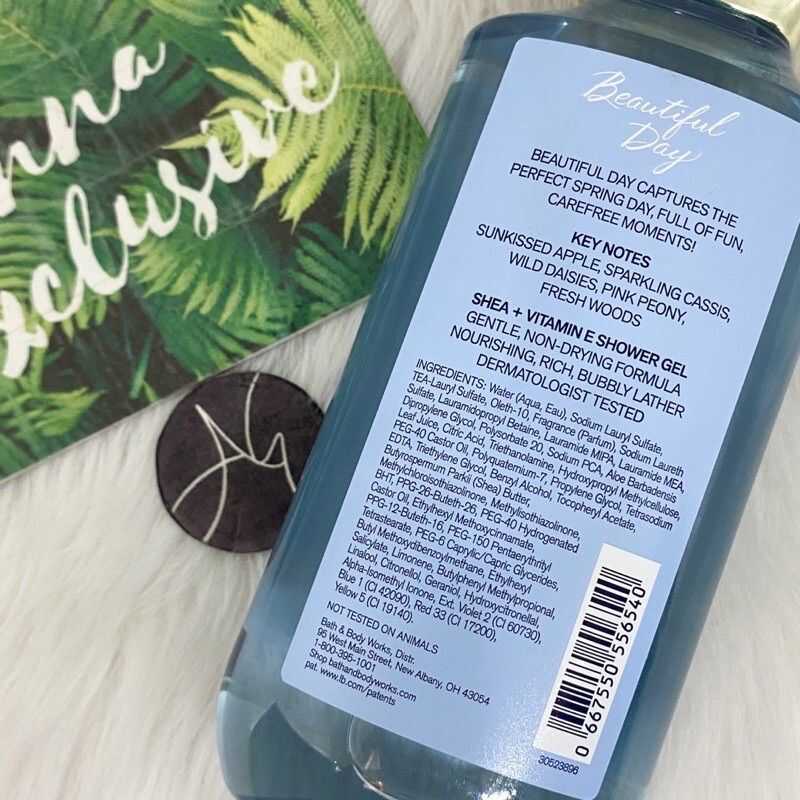 nna
xclusive
Beautiful
Day
BEAUTIFUL DAY CAPTURES THE
PERFECT SPRING DAY, FULL OF FUN,
CAREFREE MOMENTS!
KEY NOTES
SUNKISSED APPLE, SPARKLING CASSIS,
WILD DAISIES, PINK PEONY,
FRESH WOODS
SHEA + VITAMIN E SHOWER GEL
GENTLE, NON-DRYING FORMULA
NOURISHING, RICH, BUBBLY LATHER
DERMATOLOGIST TESTED
INGREDIENTS: Water (Aqua, Eau), Sodium Lauryl Sulfate,
TEA-Lauryl Sulfate, Oleth-10, Fragrance (Parfum), Sodium Laureth
Sulfate, Lauramidopropyl Betaine, Lauramide MIPA, Lauramide MEA,
Dipropylene Glycol, Polysorbate 20, Sodium PCA, Aloe Barbadensis
Leaf Juice, Citric Acid, Triethanolamine, Hydroxypropyl Methylcellulose,
PEG-40 Castor Oil, Polyquaternium-7, Propylene Glycol, Tetrasodium
EDTA, Triethylene Glycol, Benzyl Alcohol, Tocopheryl Acetate,
Butyrospermum Parkii (Shea) Butter,
Methylchloroisothiazolinone, Methylisothiazolinone,
BHT, PPG-26-Buteth-26, PEG-40 Hydrogenated
Castor Oil, Ethylhexyl Methoxycinnamate,
PPG-12-Buteth-16, PEG-150 Pentaerythrityl
Tetrastearate, PEG-6 Caprylic/Capric Glycerides,
Butyl Methoxydibenzoylmethane, Ethylhexyl
Salicylate, Limonene, Butylphenyl Methylpropional,
Linalool, Citronellol, Geraniol, Hydroxycitronellal,
Alpha-Isomethyl Ionone, Ext. Violet 2 (CI 60730),
Blue 1 (CI 42090), Red 33 (CI 17200),
Yellow 5 (CI 19140).
NOT TESTED ON ANIMALS
Bath & Body Works, Distr.
95 West Main Street, New Albany, OH 43054
1-800-395-1001
Shop bathandbodyworks.com
pat. www.lb.com/patents
0 667550 556540
30523896